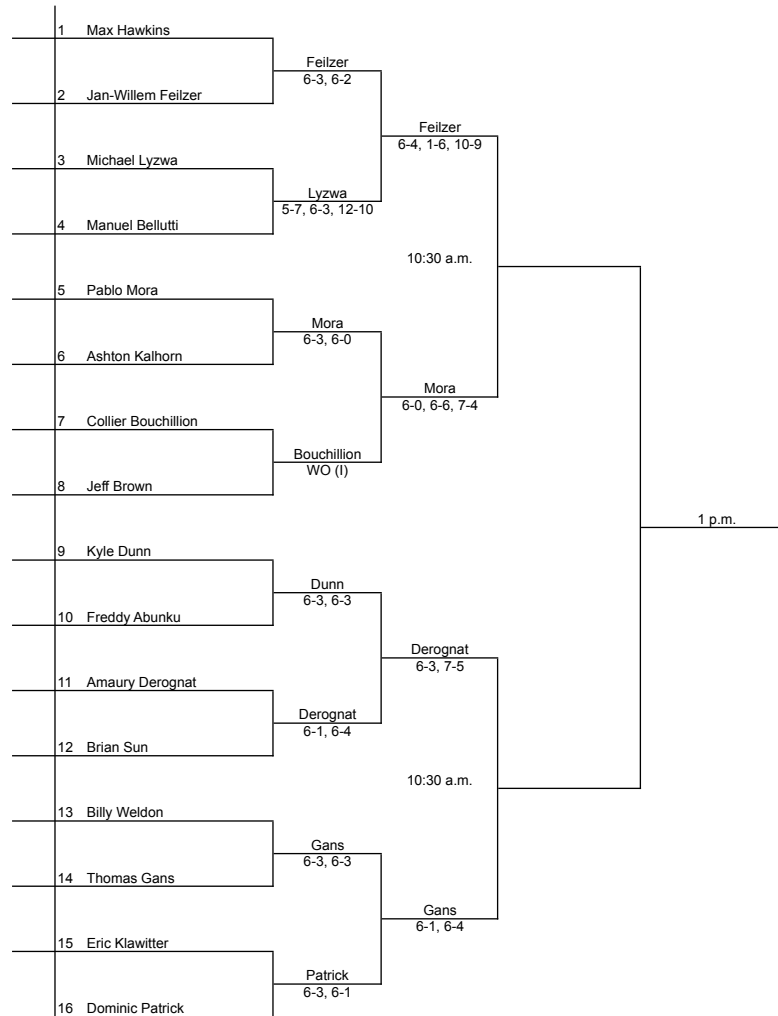 1 Max Hawkins
Feilzer
6-3, 6-2
2 Jan-Willem Feilzer
Feilzer
6-4, 1-6, 10-9
3 Michael Lyzwa
Lyzwa
5-7, 6-3, 12-10
4 Manuel Bellutti
10:30 a.m.
5 Pablo Mora
Mora
6-3, 6-0
6 Ashton Kalhorn
Mora
6-0, 6-6, 7-4
7 Collier Bouchillion
Bouchillion
WO (I)
8 Jeff Brown
1 p.m.
9 Kyle Dunn
Dunn
6-3, 6-3
10 Freddy Abunku
Derognat
6-3, 7-5
11 Amaury Derognat
Derognat
6-1, 6-4
12 Brian Sun
10:30 a.m.
13 Billy Weldon
Gans
6-3, 6-3
14 Thomas Gans
Gans
6-1, 6-4
15 Eric Klawitter
Patrick
6-3, 6-1
16 Dominic Patrick